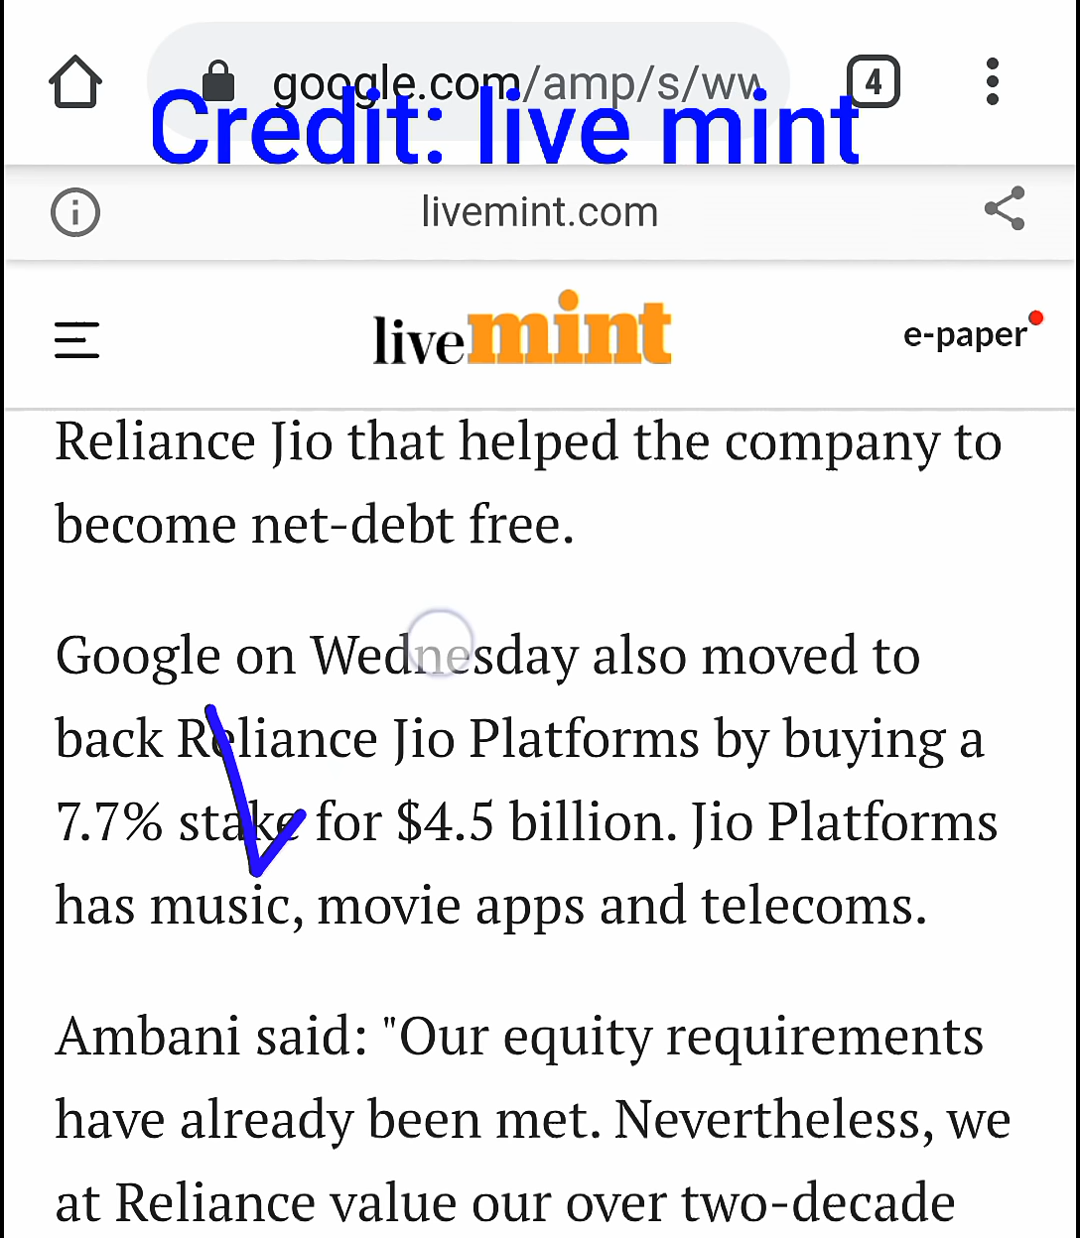 google.com/amp/s/ww
4
Credit: live mint
livemint.com
livemint
e-paper
Reliance Jio that helped the company to
become net-debt free.
Google on Wednesday also moved to
back Reliance Jio Platforms by buying a
7.7% stake for $4.5 billion. Jio Platforms
has music, movie apps and telecoms.
Ambani said: "Our equity requirements
have already been met. Nevertheless, we
at Reliance value our over two-decade